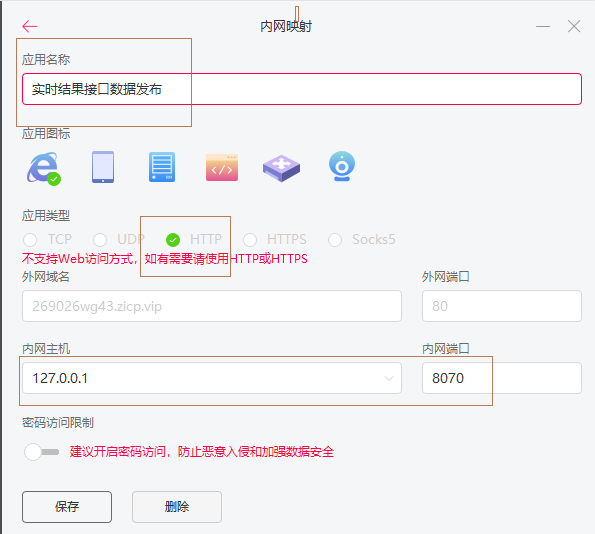 内网映射
应用名称
实时结果接口数据发布
应用图标
应用类型
TCP UDP HTTP HTTPS Socks5
不支持Web访问方式，如有需要请使用HTTP或HTTPS
外网域名 外网端口
269026wg43.zicp.vip 80
内网主机 内网端口
127.0.0.1 8070
密码访问限制
建议开启密码访问，防止恶意入侵和加强数据安全
保存 删除